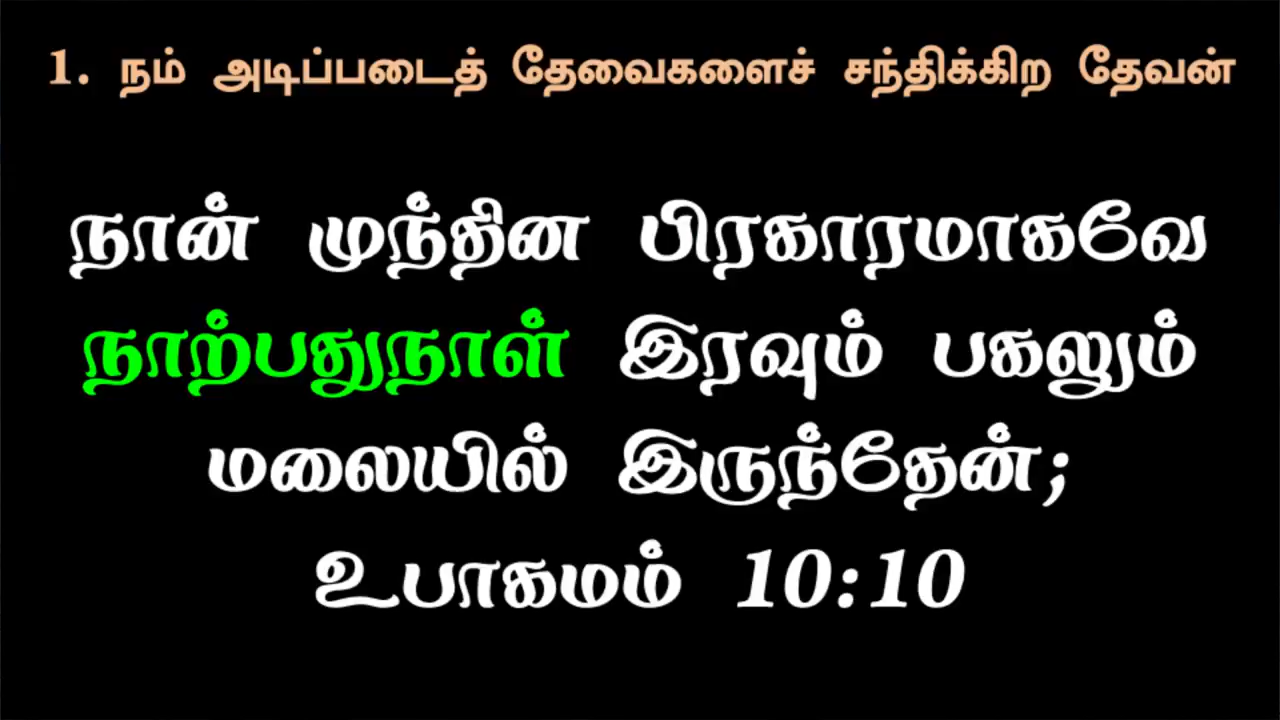 1. நம் அடிப்படைத் தேவைகளைச் சந்திக்கிற தேவன்
நான் முந்தின பிரகாரமாகவே
நாற்பதுநாள் இரவும் பகலும்
மலையில் இருந்தேன்;
உபாகமம் 10:10